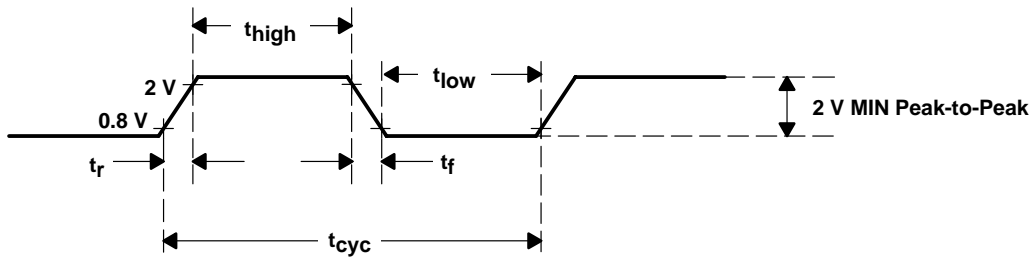 thigh
2 V
tlow
2 V MIN Peak-to-Peak
0.8 V
tr
tf
tcyc